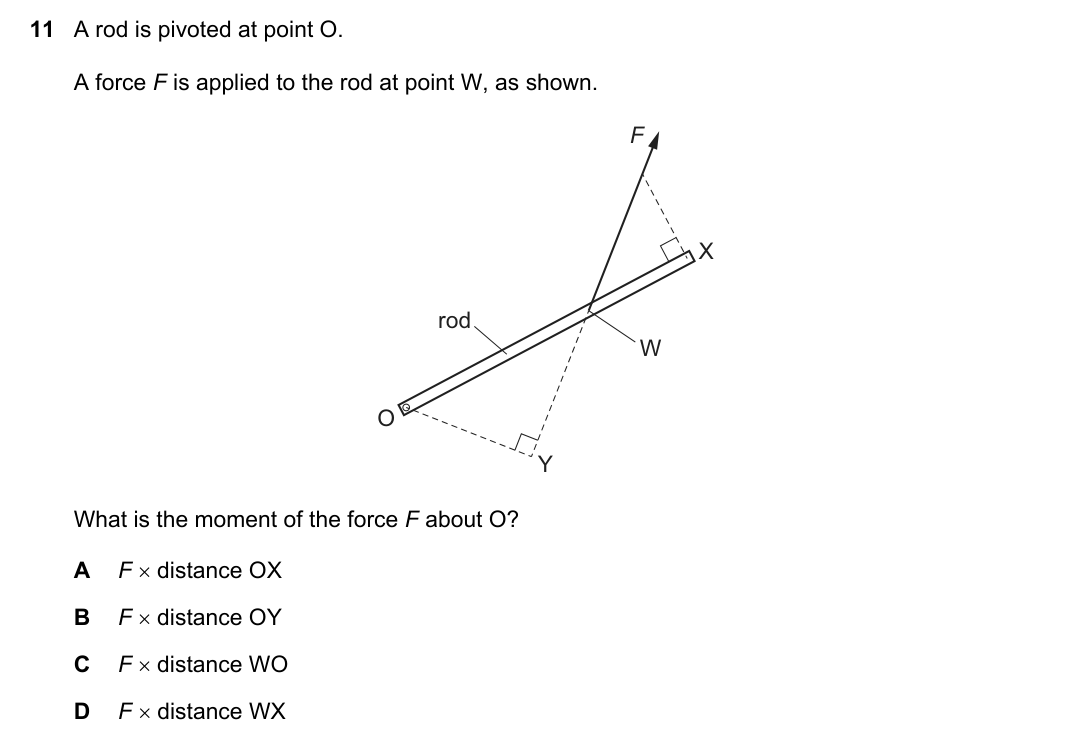 11 A rod is pivoted at point O.
A force F is applied to the rod at point W, as shown.
F
X
rod
W
O
Y
What is the moment of the force F about O?
A F × distance OX
B F × distance OY
C F × distance WO
D F × distance WX